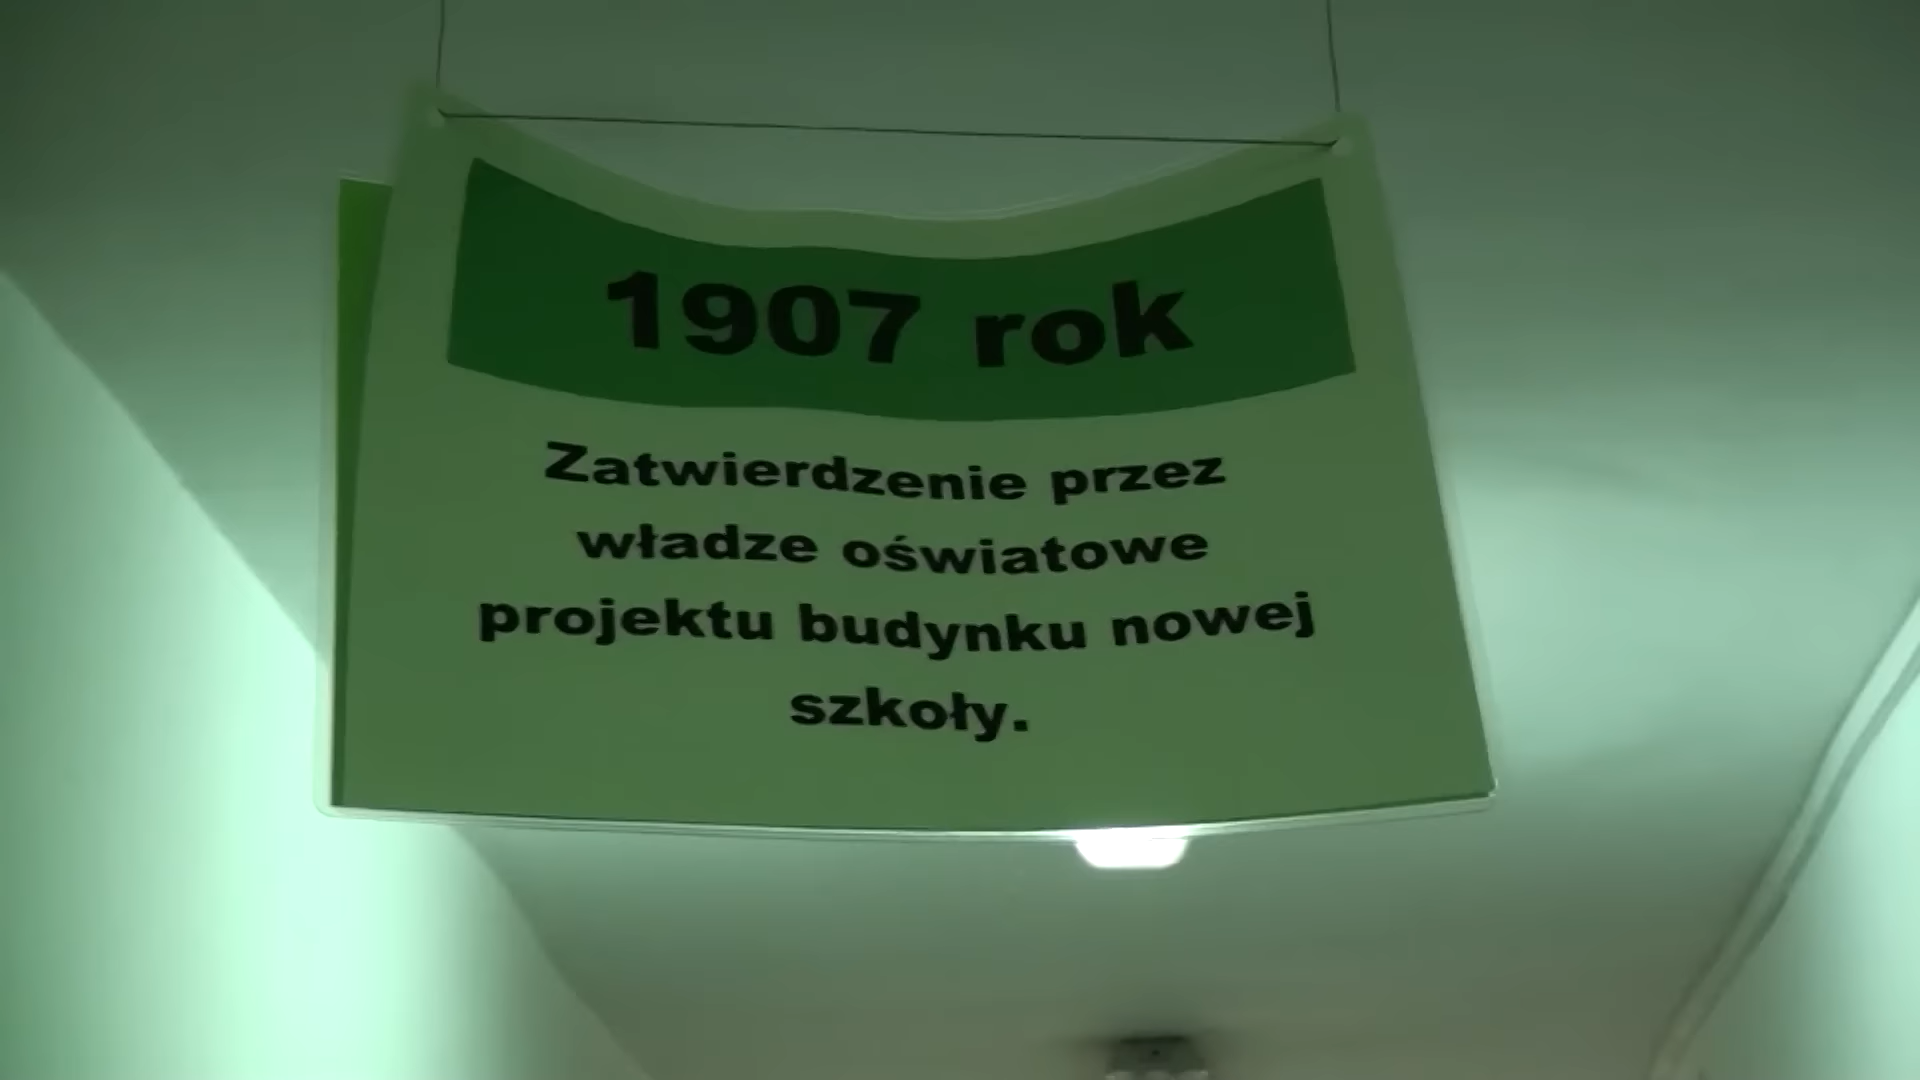 1907 rok
Zatwierdzenie przez
władze oświatowe
projektu budynku nowej
szkoły.